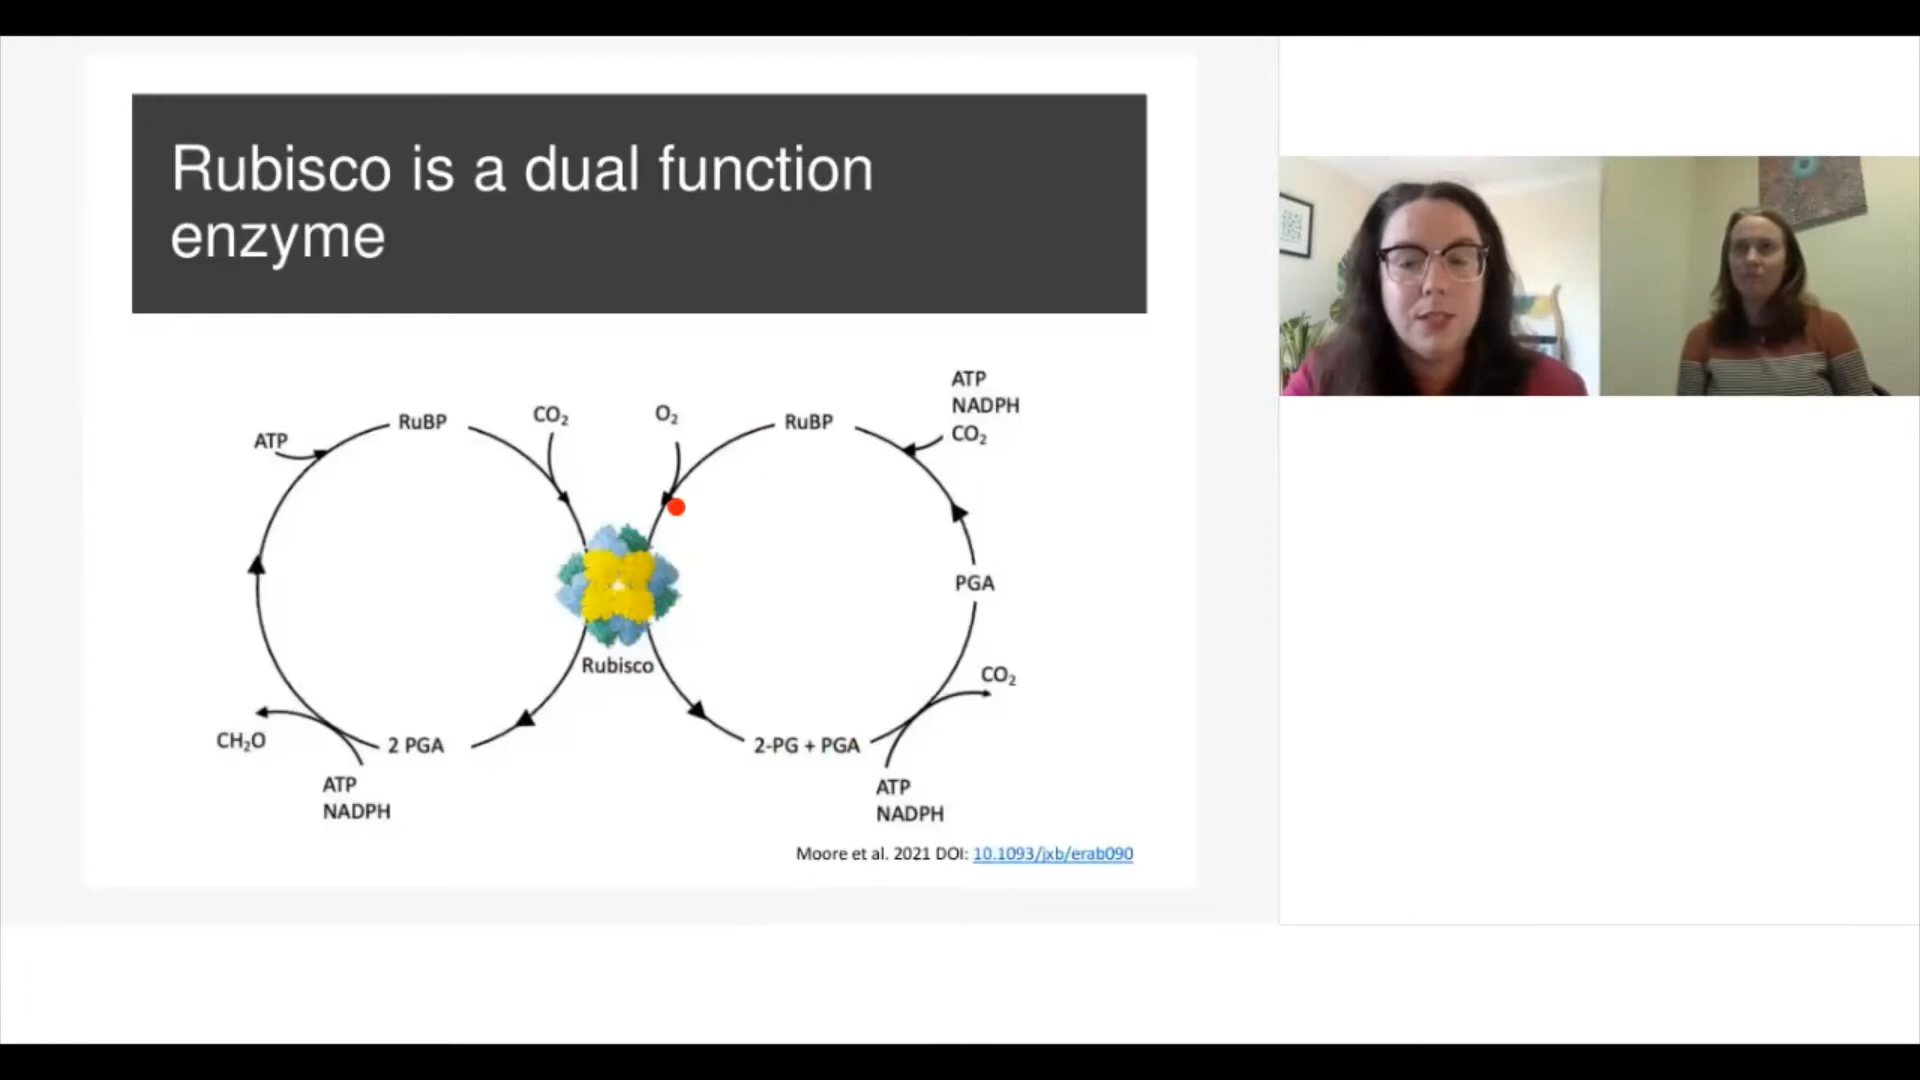 Rubisco is a dual function
enzyme
ATP
RuBP
CO₂
O₂
RuBP
ATP
NADPH
CO₂
PGA
Rubisco
CO₂
CH₂O
2 PGA
2-PG + PGA
ATP
NADPH
ATP
NADPH
Moore et al. 2021 DOI: 10.1093/jxb/erab090